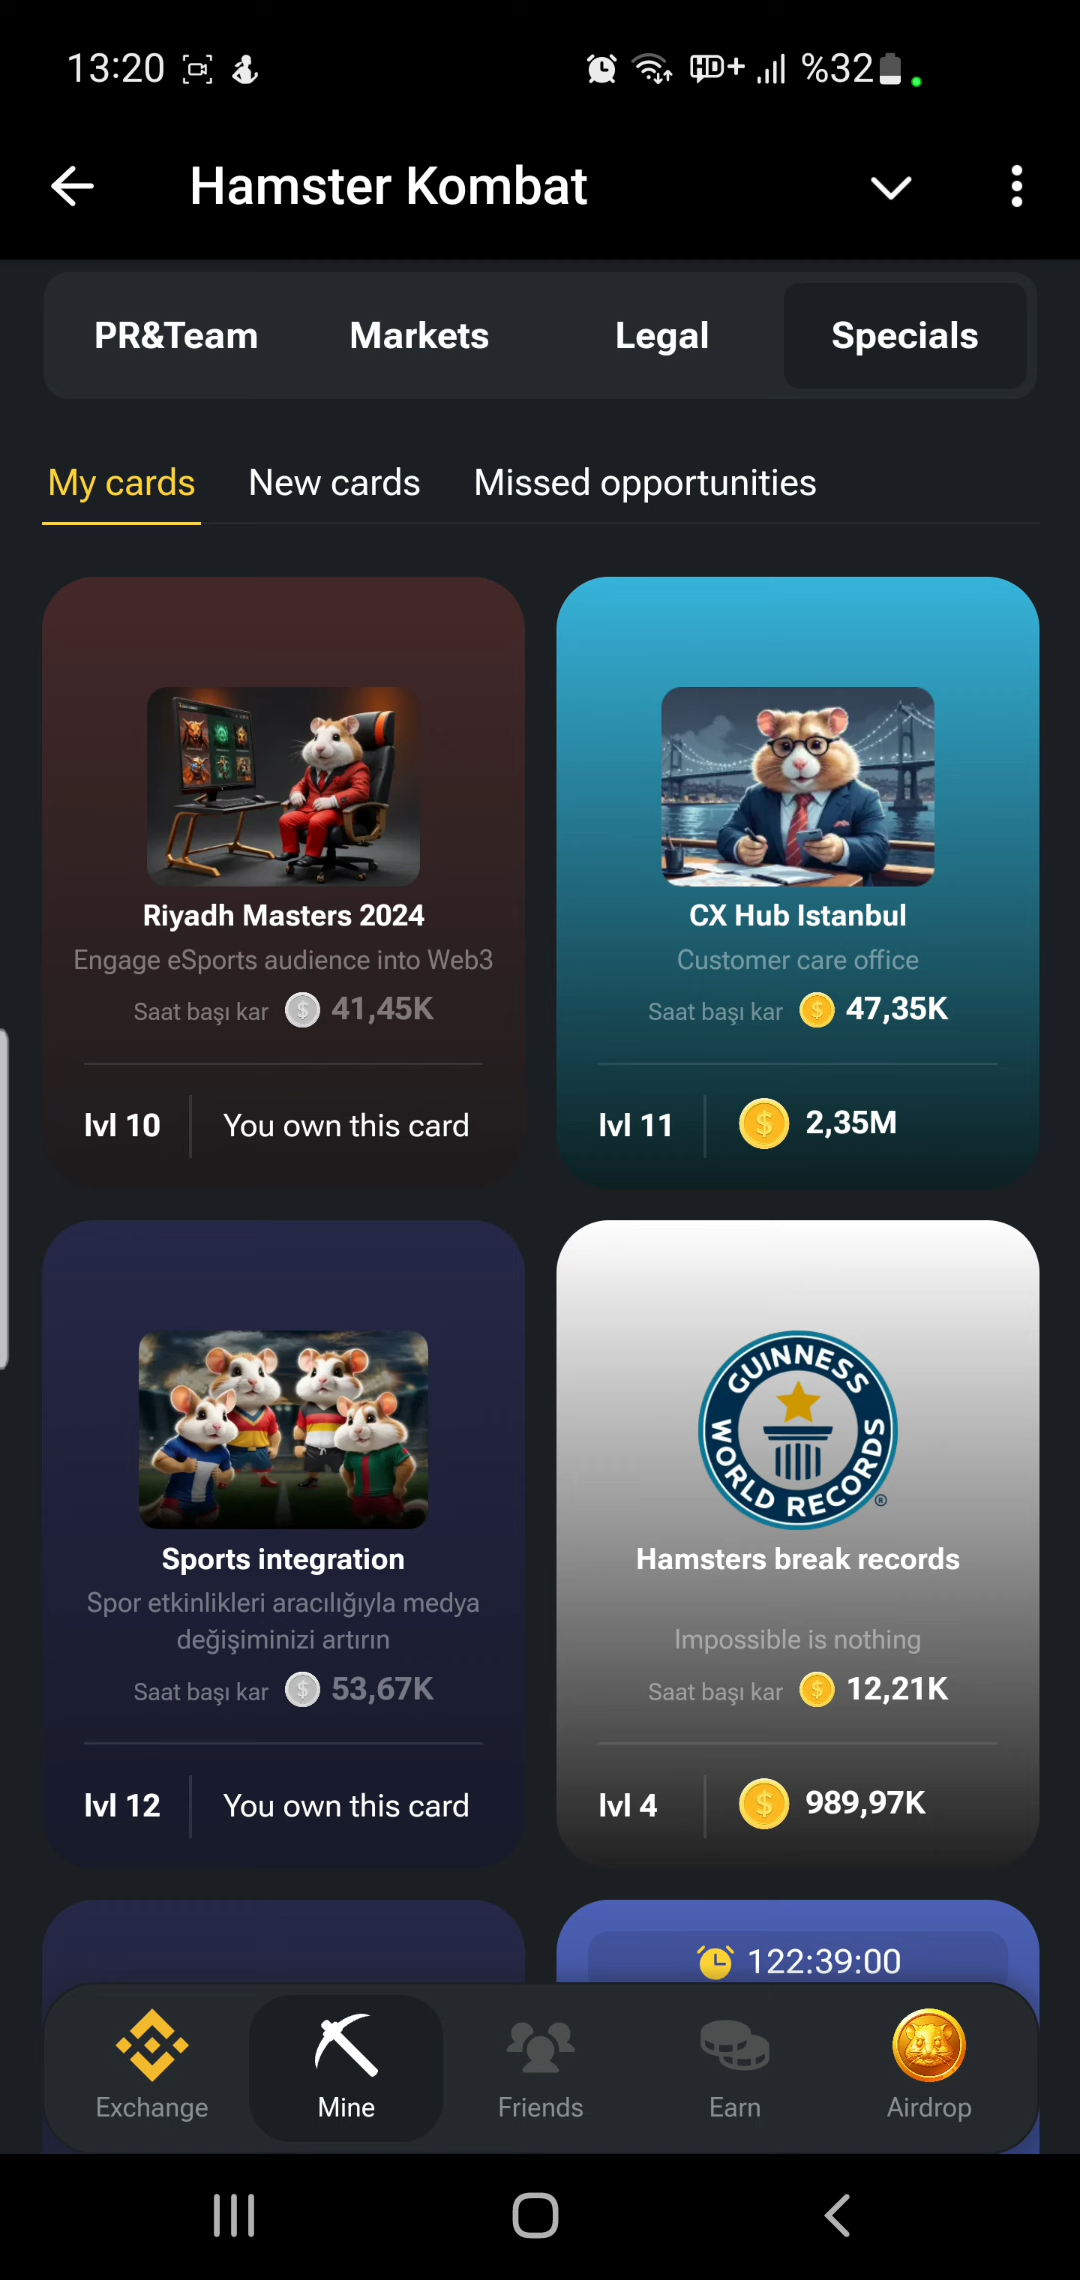 13:20 HD+ %32
Hamster Kombat
PR&Team Markets Legal Specials
My cards New cards Missed opportunities
Riyadh Masters 2024
Engage eSports audience into Web3
Saat başı kar 41,45K
lvl 10 You own this card
CX Hub Istanbul
Customer care office
Saat başı kar 47,35K
lvl 11 2,35M
Sports integration
Spor etkinlikleri aracılığıyla medya
değişiminizi artırın
Saat başı kar 53,67K
lvl 12 You own this card
GUINNESS
WORLD RECORDS
®
Hamsters break records
Impossible is nothing
Saat başı kar 12,21K
lvl 4 989,97K
122:39:00
Exchange Mine Friends Earn Airdrop